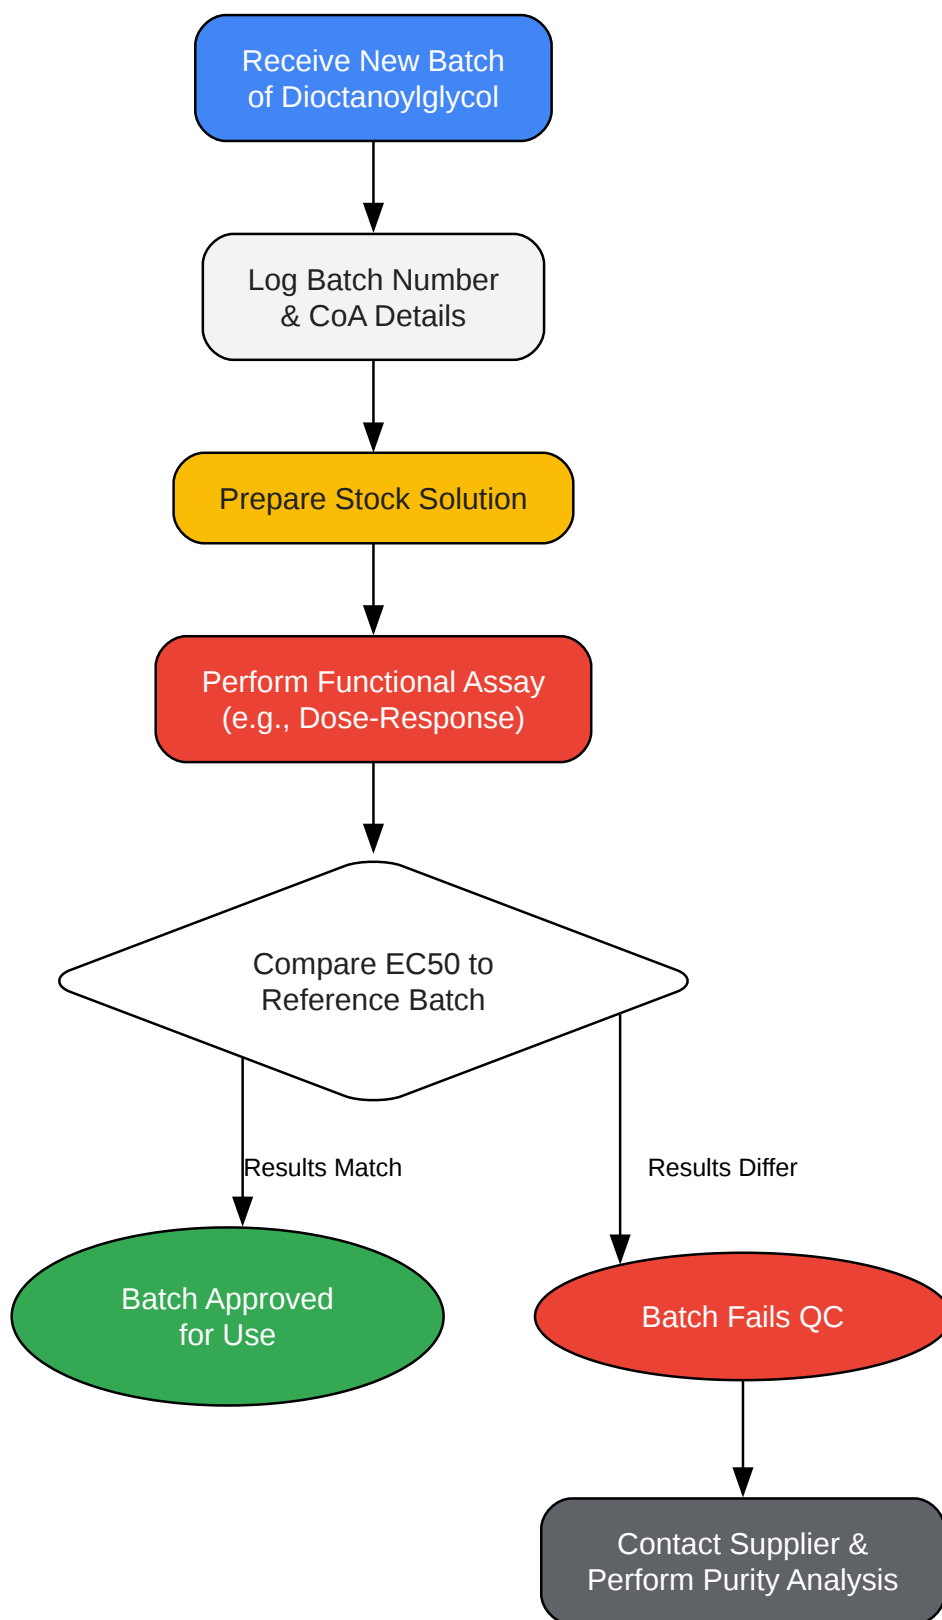 Receive New Batch
of Dioctanoylglycol
Log Batch Number
& CoA Details
Prepare Stock Solution
Perform Functional Assay
(e.g., Dose-Response)
Compare EC50 to
Reference Batch
Results Match
Results Differ
Batch Approved
for Use
Batch Fails QC
Contact Supplier &
Perform Purity Analysis